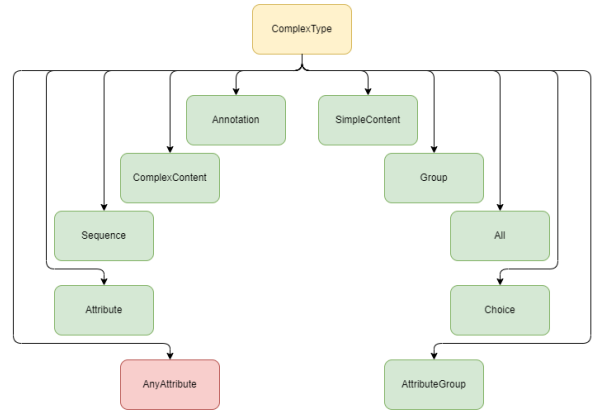 ComplexType
Annotation
SimpleContent
ComplexContent
Group
Sequence
All
Attribute
Choice
AnyAttribute
AttributeGroup